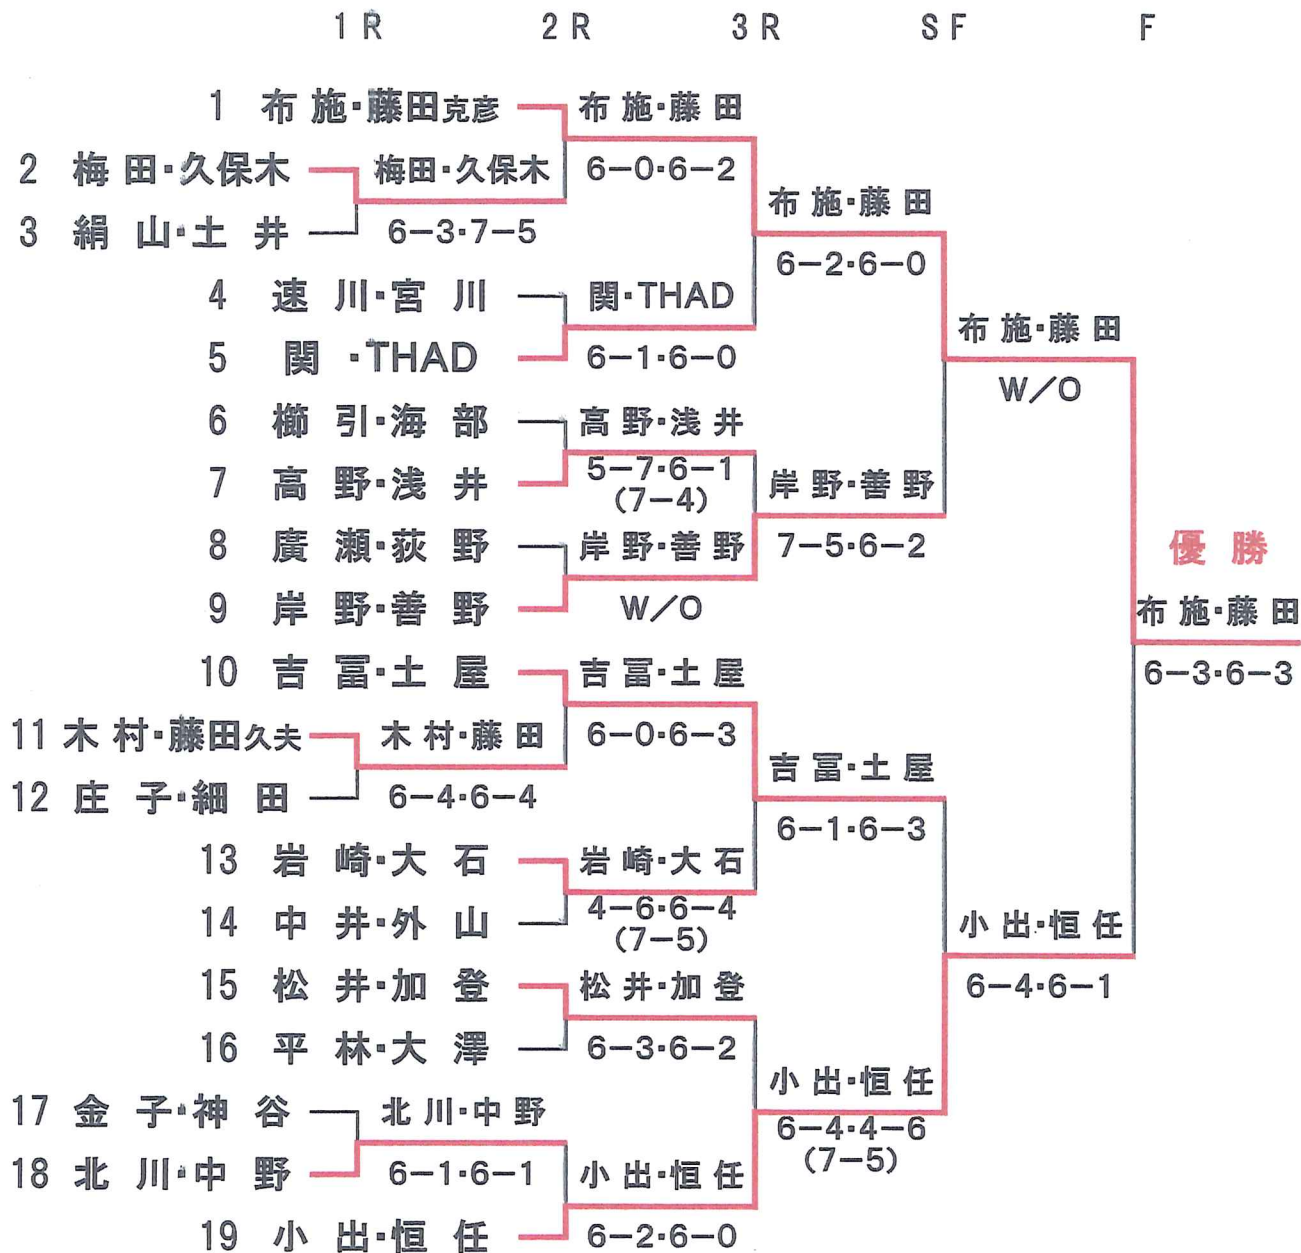 1R 2R 3R SF F
1 布施・藤田克彦 布施・藤田
2 梅田・久保木 梅田・久保木 6-0・6-2
布施・藤田
3 絹山・土井 6-3・7-5
6-2・6-0
4 速川・宮川 関・THAD
布施・藤田
5 関・THAD 6-1・6-0
W/O
6 櫛引・海部 高野・浅井
7 高野・浅井 5-7・6-1 岸野・善野
(7-4)
8 廣瀬・荻野 岸野・善野 7-5・6-2 優勝
9 岸野・善野 W/O 布施・藤田
10 吉冨・土屋 吉冨・土屋 6-3・6-3
11 木村・藤田久夫 木村・藤田 6-0・6-3
吉冨・土屋
12 庄子・細田 6-4・6-4
6-1・6-3
13 岩崎・大石 岩崎・大石
14 中井・外山 4-6・6-4 小出・恒任
(7-5)
15 松井・加登 松井・加登 6-4・6-1
16 平林・大澤 6-3・6-2
小出・恒任
17 金子・神谷 北川・中野 6-4・4-6
(7-5)
18 北川・中野 6-1・6-1 小出・恒任
19 小出・恒任 6-2・6-0